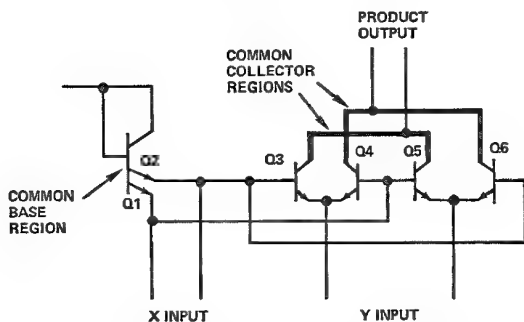 PRODUCT
OUTPUT
COMMON
COLLECTOR
REGIONS
Q3
Q4
Q5
Q6
Q2
COMMON
BASE
REGION
Q1
X INPUT
Y INPUT